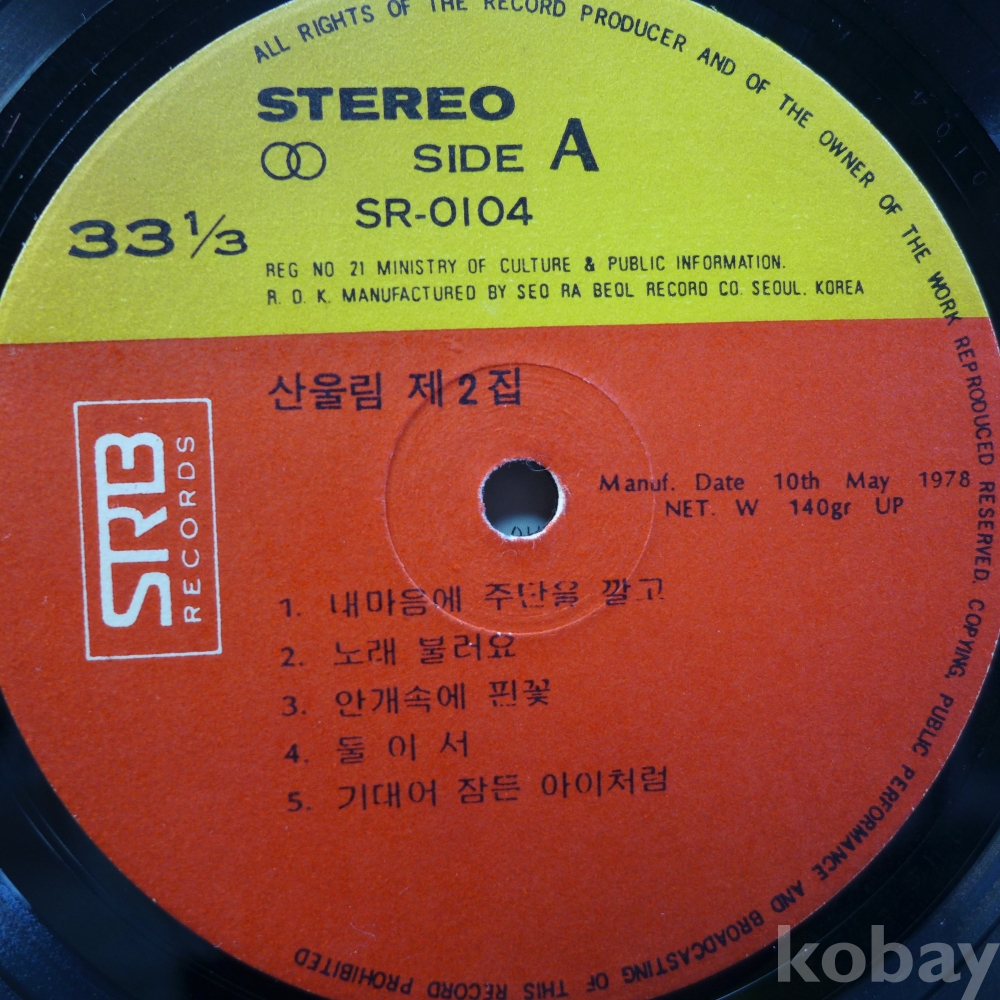 ALL RIGHTS OF THE RECORD PRODUCER AND OF THE OWNER OF THE WORK REPRODUCED RESERVED. COPYING, PUBLIC PERFORMANCE AND BROADCASTING OF THIS RECORD PROHIBITED
STEREO
SIDE A
SR-0104
33 1/3
REG NO 21 MINISTRY OF CULTURE & PUBLIC INFORMATION.
R. O. K. MANUFACTURED BY SEO RA BEOL RECORD CO. SEOUL. KOREA
산울림 제2집
SRB
RECORDS
Manuf. Date 10th May 1978
NET. W 140gr UP
1. 내마음에 주단을 깔고
2. 노래 불러요
3. 안개속에 핀꽃
4. 둘 이 서
5. 기대어 잠든 아이처럼
kobay